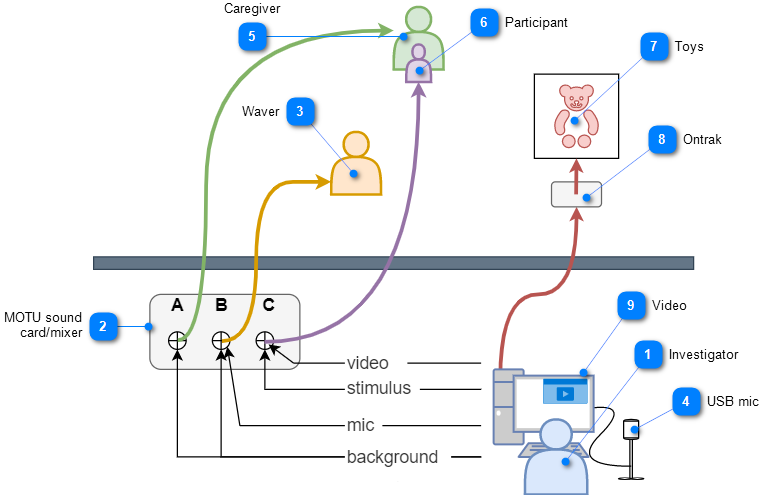 Caregiver
5
6
Participant
7
Toys
Waver
3
8
Ontrak
A
B
C
MOTU sound
card/mixer
2
9
Video
video
1
Investigator
stimulus
4
USB mic
mic
background